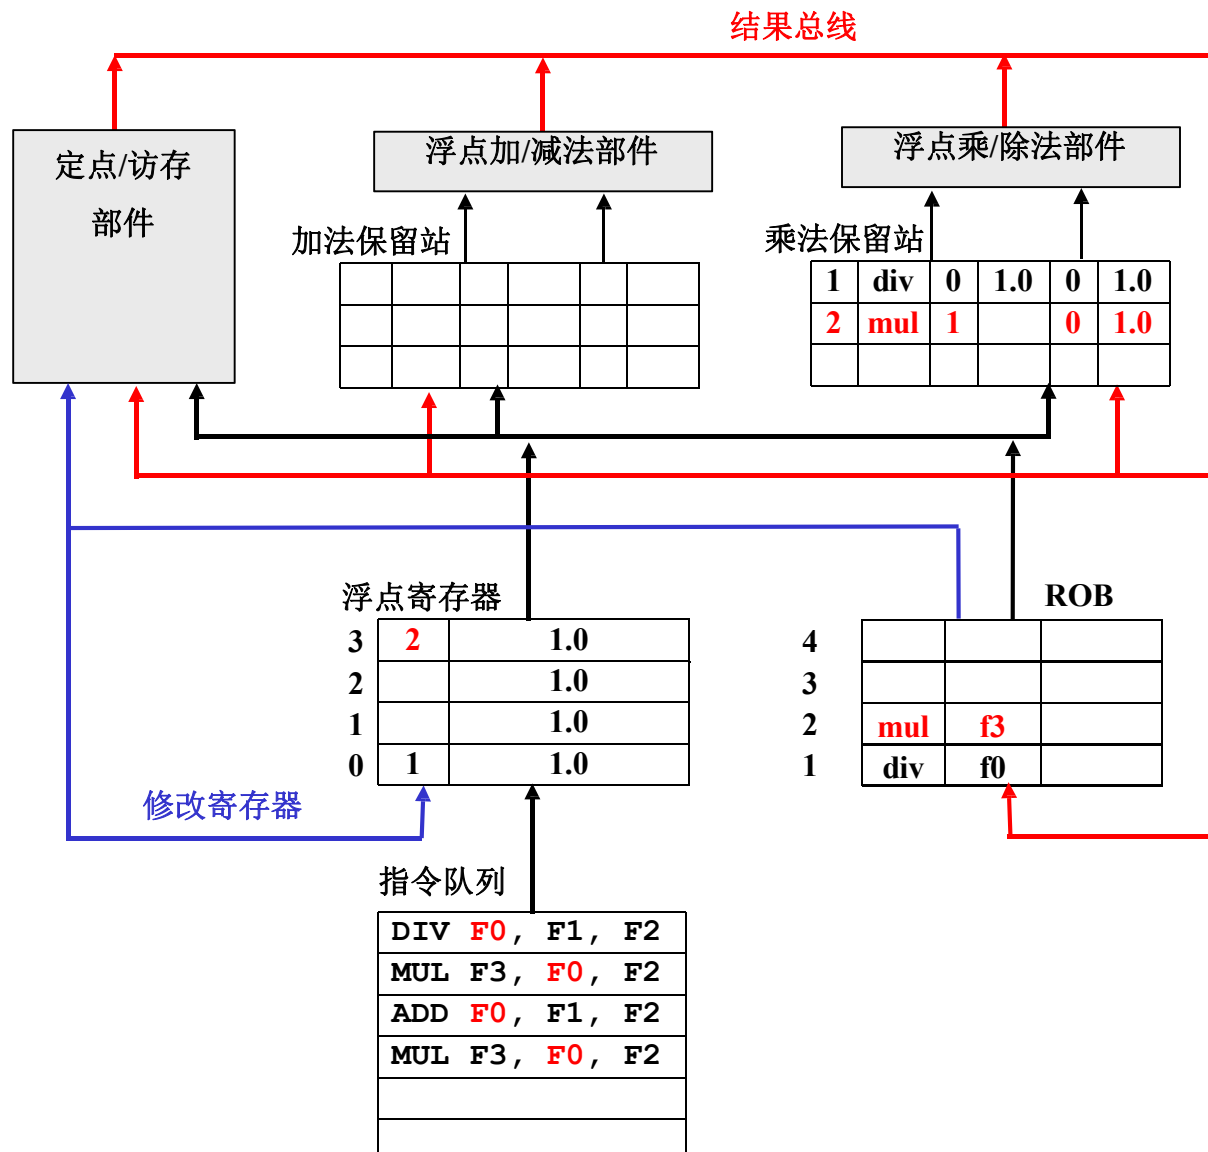 结果总线
定点/访存
部件
浮点加/减法部件
浮点乘/除法部件
加法保留站
乘法保留站
1 div 0 1.0 0 1.0
2 mul 1 0 1.0
浮点寄存器
ROB
3 2 1.0
2 1.0
1 1.0
0 1 1.0
4
3
2 mul f3
1 div f0
修改寄存器
指令队列
DIV F0, F1, F2
MUL F3, F0, F2
ADD F0, F1, F2
MUL F3, F0, F2